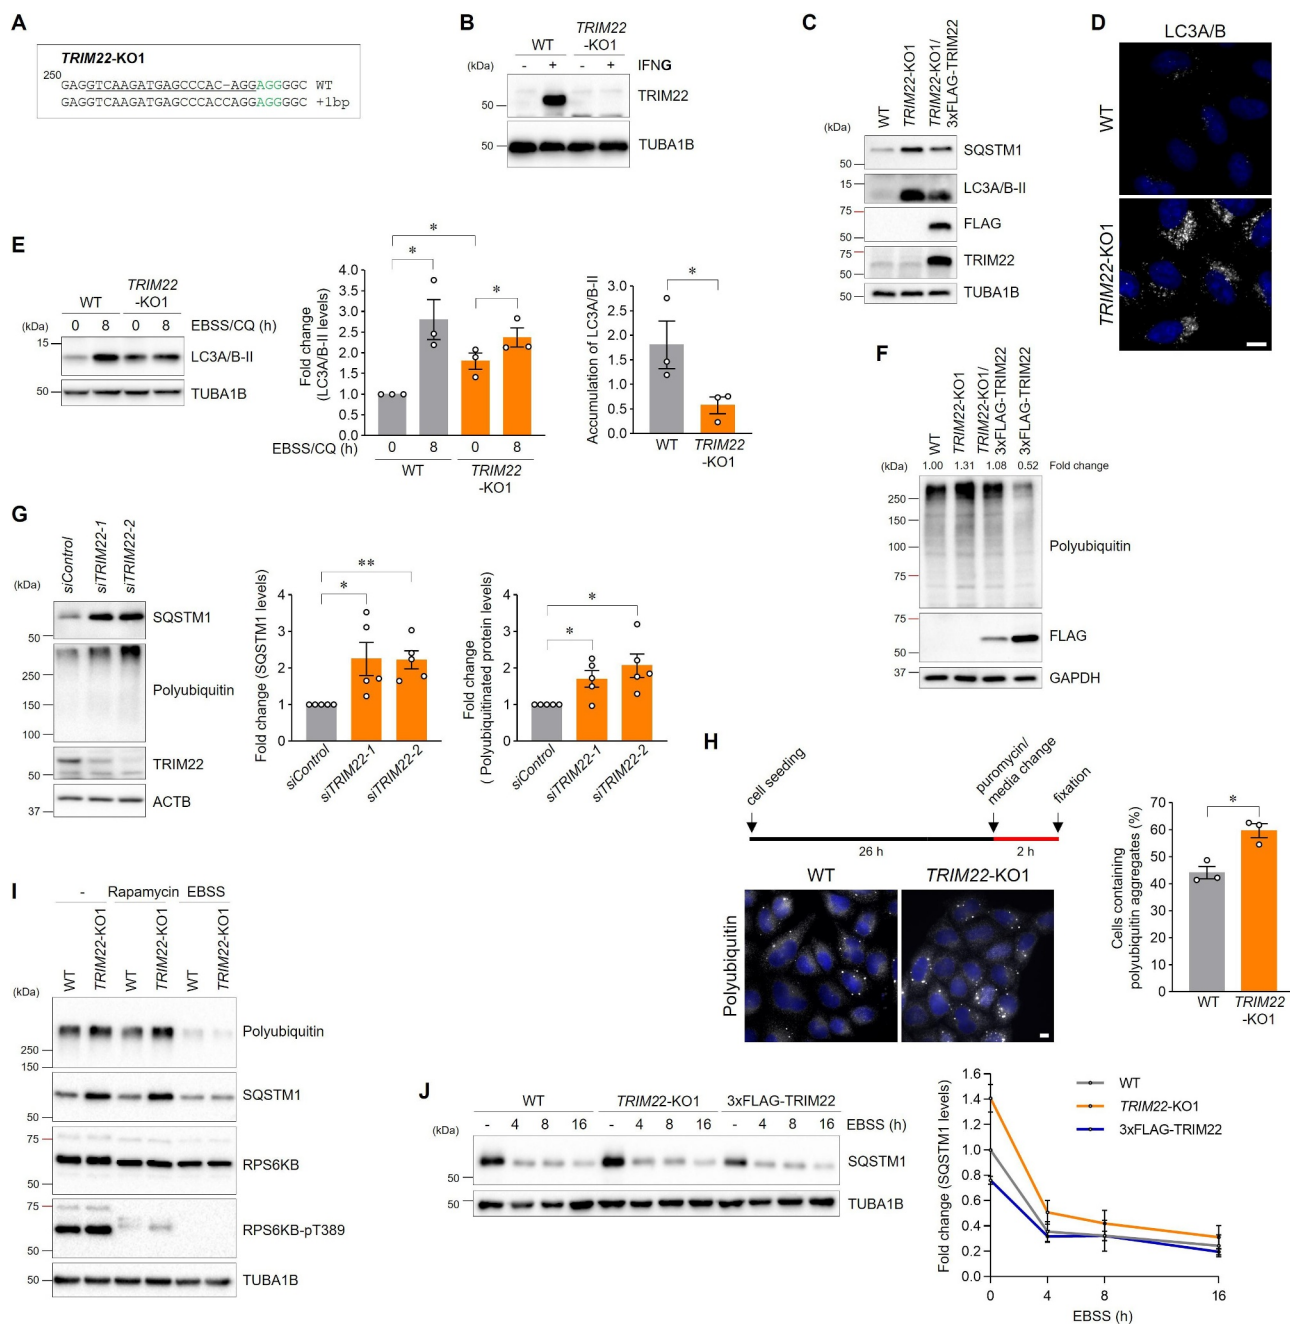 A
TRIM22-KO1
250
GAGGTCAAGATGAGCCCAC-AGGAGGGGC WT
GAGGTCAAGATGAGCCCACCAGGAGGGGC +1bp
B
TRIM22
WT -KO1
- + - + IFNG
(kDa)
TRIM22
50
50 TUBA1B
C
WT
TRIM22-KO1
TRIM22-KO1/
3xFLAG-TRIM22
(kDa)
SQSTM1
50
15
LC3A/B-II
75
FLAG
50
75
TRIM22
50
TUBA1B
50
D
LC3A/B
WT
TRIM22-KO1
E
TRIM22
WT -KO1
0 8 0 8 EBSS/CQ (h)
(kDa)
15
LC3A/B-II
50 TUBA1B
Fold change
(LC3A/B-II levels)
4.0
3.5
3.0
2.5
2.0
1.5
1.0
0.5
0.0
* * *
EBSS/CQ (h) 0 8 0 8
WT TRIM22
-KO1
Accumulation of LC3A/B-II
3.0
2.5
2.0
1.5
1.0
0.5
0.0
*
WT TRIM22
-KO1
F
WT
TRIM22-KO1
TRIM22-KO1/
3xFLAG-TRIM22
3xFLAG-TRIM22
(kDa) 1.00 1.31 1.08 0.52 Fold change
250
150
100
75
Polyubiquitin
75
FLAG
50
37
GAPDH
G
siControl
siTRIM22-1
siTRIM22-2
(kDa)
SQSTM1
50
250
Polyubiquitin
150
100
TRIM22
50
ACTB
37
Fold change (SQSTM1 levels)
4
3
2
1
0
**
*
siControl
siTRIM22-1
siTRIM22-2
Fold change
( Polyubiquitinated protein levels)
4
3
2
1
0
*
*
siControl
siTRIM22-1
siTRIM22-2
H
cell seeding
puromycin/
media change
fixation
26 h 2 h
WT TRIM22-KO1
Polyubiquitin
Cells containing
polyubiquitin aggregates (%)
70
60
50
40
30
20
10
0
*
WT TRIM22
-KO1
I
- Rapamycin EBSS
WT
TRIM22-KO1
WT
TRIM22-KO1
WT
TRIM22-KO1
(kDa)
Polyubiquitin
250
150
SQSTM1
50
75
RPS6KB
75
RPS6KB-pT389
50
50 TUBA1B
J
WT TRIM22-KO1 3xFLAG-TRIM22
- 4 8 16 - 4 8 16 - 4 8 16 EBSS (h)
(kDa)
SQSTM1
50
50 TUBA1B
Fold change (SQSTM1 levels)
1.6
1.4
1.2
1.0
0.8
0.6
0.4
0.2
0.0
WT
TRIM22-KO1
3xFLAG-TRIM22
0 4 8 16
EBSS (h)